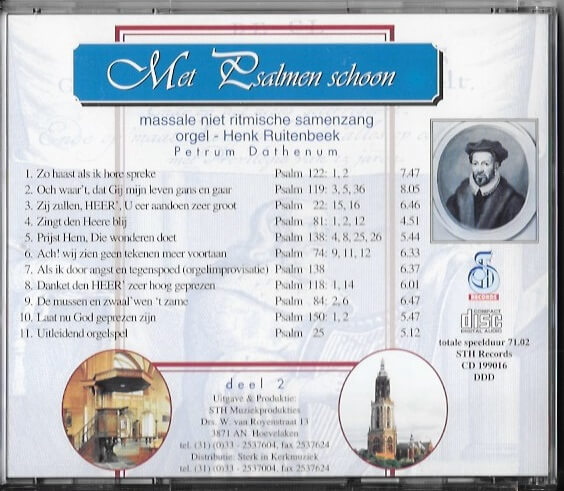 Met Psalmen schoon
massale niet ritmische samenzang
orgel - Henk Ruitenbeek
Petrum Dathenum
1. Zo haast als ik hore spreke Psalm 122: 1, 2 7.47
2. Och waar't, dat Gij mijn leven gans en gaar Psalm 119: 3, 5, 36 8.05
3. Zij zullen, HEER', U eer aandoen zeer groot Psalm 22: 15, 16 6.46
4. Zingt den Heere blij Psalm 81: 1, 2, 12 4.51
5. Prijst Hem, Die wonderen doet Psalm 138: 4, 8, 25, 26 5.44
6. Ach! wij zien geen tekenen meer voortaan Psalm 74: 9, 11, 12 6.33
7. Als ik door angst en tegenspoed (orgelimprovisatie) Psalm 138 6.37
8. Danket den HEER' zeer hoog geprezen Psalm 118: 1, 14 6.01
9. De mussen en zwaal'wen 't zame Psalm 84: 2, 6 6.47
10. Laat nu God geprezen zijn Psalm 150: 1, 2 5.47
11. Uitleidend orgelspel Psalm 25 5.12
RECORDS
COMPACT
disc
DIGITAL AUDIO
totale speelduur 71.02
STH Records
CD 199016
DDD
deel 2
Uitgave & Produktie:
STH Muziekprodukties
Drs. W. van Royenstraat 13
3871 AN Hoevelaken
tel. (31) (0)33 - 2537604, fax 2537624
Distributie: Sterk in Kerkmuziek
tel. (31) (0)33 - 2537004, fax 2537624